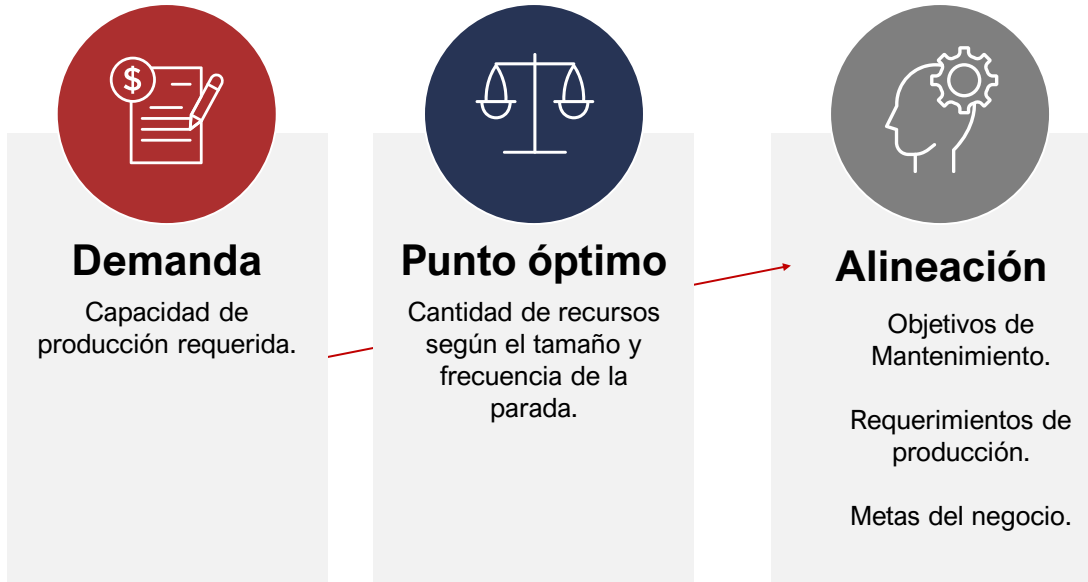 $
Demanda
Capacidad de
producción requerida.
Punto óptimo
Cantidad de recursos
según el tamaño y
frecuencia de la
parada.
Alineación
Objetivos de
Mantenimiento.
Requerimientos de
producción.
Metas del negocio.